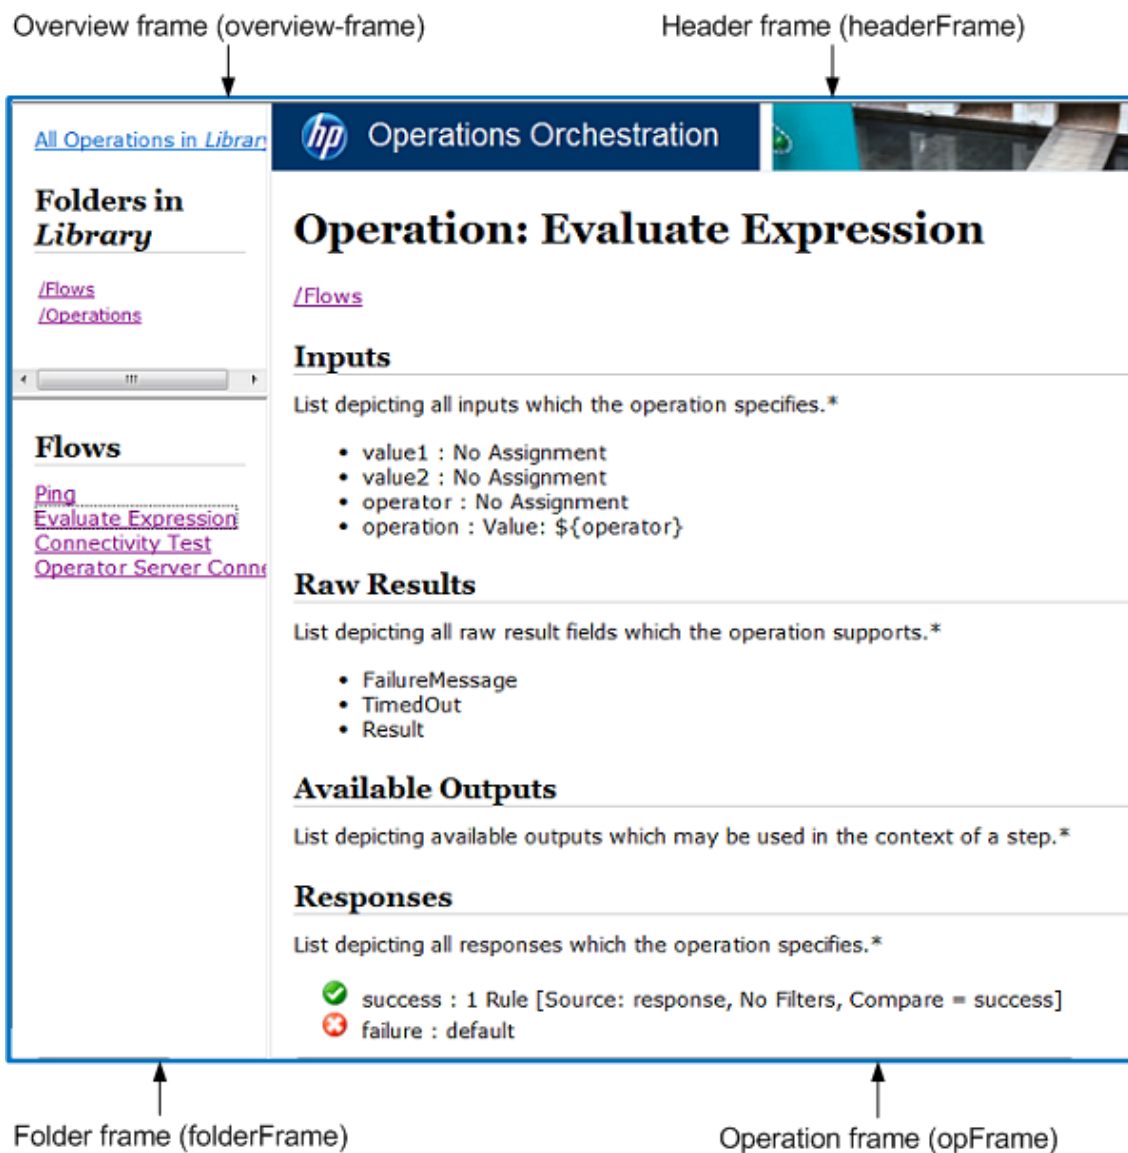 Overview frame (overview-frame)
Header frame (headerFrame)
All Operations in Library
Folders in
Library
/Flows
/Operations
Flows
Ping
Evaluate Expression
Connectivity Test
Operator Server Conne
hp Operations Orchestration
Operation: Evaluate Expression
/Flows
Inputs
List depicting all inputs which the operation specifies.*
• value1 : No Assignment
• value2 : No Assignment
• operator : No Assignment
• operation : Value: ${operator}
Raw Results
List depicting all raw result fields which the operation supports.*
• FailureMessage
• TimedOut
• Result
Available Outputs
List depicting available outputs which may be used in the context of a step.*
Responses
List depicting all responses which the operation specifies.*
success : 1 Rule [Source: response, No Filters, Compare = success]
failure : default
Folder frame (folderFrame)
Operation frame (opFrame)